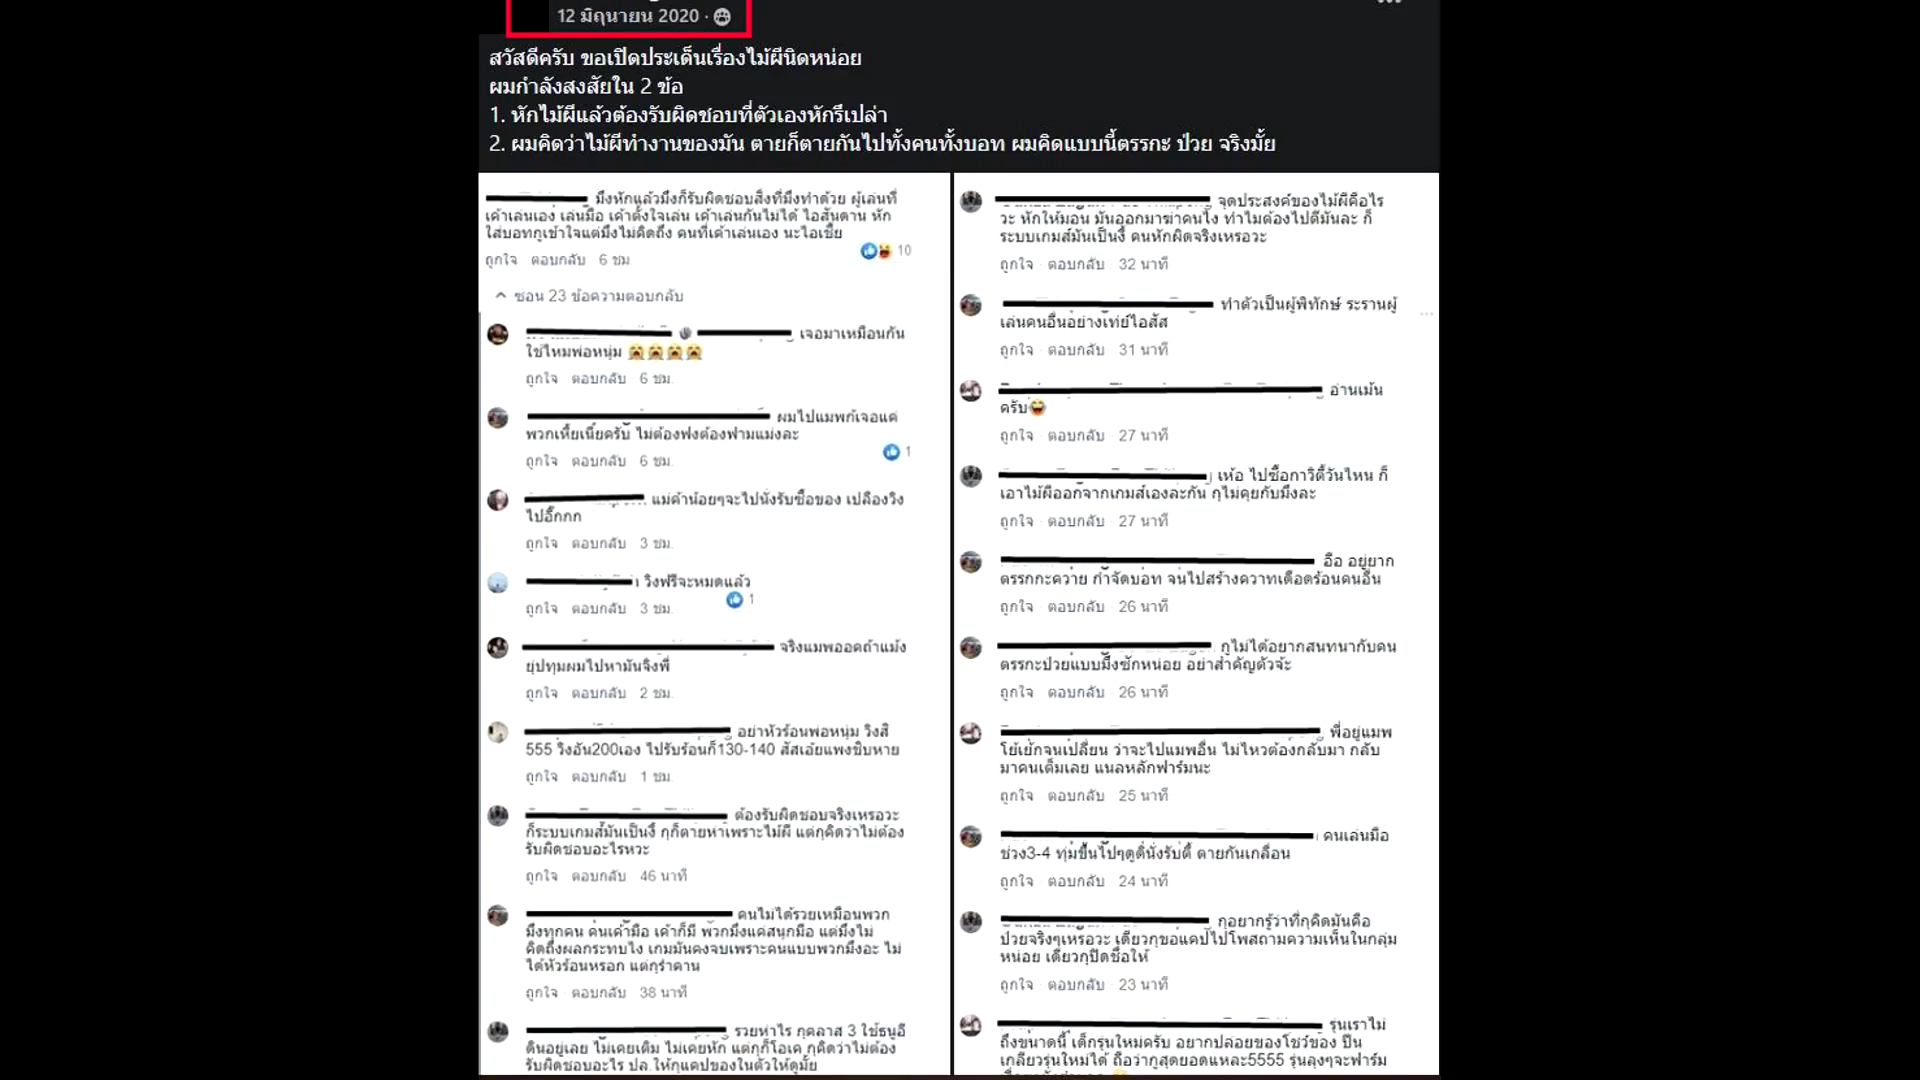 12 มิถุนายน 2020 ·
สวัสดีครับ ขอเปิดประเด็นเรื่องไม้ผีนิดหน่อย
ผมกำลังสงสัยใน 2 ข้อ
1. หักไม้ผีแล้วต้องรับผิดชอบที่ตัวเองหักรึเปล่า
2. ผมคิดว่าไม้ผีทำงานของมัน ตายก็ตายกันไปทั้งคนทั้งบอท ผมคิดแบบนี้ตรรกะ ป่วย จริงมั้ย
มึงหักแล้วมึงก็รับผิดชอบสิ่งที่มึงทำด้วย ผู้เล่นที่
เค้าเล่นเอง เล่นมือ เค้าตั้งใจเล่น เค้าเล่นกันไม่ได้ ไอสันดาน หัก
ใส่บอทกูเข้าใจแต่มึงไม่คิดถึง คนที่เค้าเล่นเอง นะไอเชี้ย
10
ถูกใจ ตอบกลับ 6 ชม
ซ่อน 23 ข้อความตอบกลับ
เจอมาเหมือนกัน
ใช่ไหมพ่อหนุ่ม
ถูกใจ ตอบกลับ 6 ชม.
ผมไปแมพก้เจอแค่
พวกเหี้ยเนี่ยครับ ไม่ต้องฟงต้องฟามแม่งละ
1
ถูกใจ ตอบกลับ 6 ชม.
แม่ค้าน้อยๆจะไปนั่งรับซื้อของ เปลืองวิง
ไปอี๊กกก
ถูกใจ ตอบกลับ 3 ชม.
วิงฟรีจะหมดแล้ว
1
ถูกใจ ตอบกลับ 3 ชม.
จริงแมพออคถ้าแม้ง
ยุปทุมผมไปหามันจิงพี่
ถูกใจ ตอบกลับ 2 ชม.
อย่าหัวร้อนพ่อหนุ่ม วิงสิ
555 วิงอัน200เอง ไปรับร้อนก็130-140 สัสเอ้ยแพงชิบหาย
ถูกใจ ตอบกลับ 1 ชม.
ต้องรับผิดชอบจริงเหรอวะ
ก็ระบบเกมส์มันเป็นงี้ กุก็ตายห่าเพราะไม้ผี แต่กุคิดว่าไม่ต้อง
รับผิดชอบอะไรหวะ
ถูกใจ ตอบกลับ 46 นาที
คนไม่ได้รวยเหมือนพวก
มึงทุกคน คนเค้ามือ เค้าก็มี พวกมึงแค่สนุกมือ แต่มึงไม่
คิดถึงผลกระทบไง เกมมันคงจบเพราะคนแบบพวกมึงอะ ไม่
ได้หัวร้อนหรอก แต่กุรำคาน
ถูกใจ ตอบกลับ 38 นาที
รวยห่าไร กุคลาส 3 ใช้ธนูอี
ดินอยู่เลย ไม่เคยเติม ไม่เคยหัก แต่กุก็โอเค กุคิดว่าไม่ต้อง
รับผิดชอบอะไร ปล.ให้กุแคปของในตัวให้ดูมั้ย
จุดประสงค์ของไม้ผีคือไร
วะ หักให้มอน มันออกมาฆ่าคนไง ทำไมต้องไปตีมันละ ก็
ระบบเกมส์มันเป็นงี้ คนหักผิดจริงเหรอวะ
ถูกใจ · ตอบกลับ · 32 นาที
ทำตัวเป็นผู้พิทักษ์ ระรานผู้
เล่นคนอื่นอย่างเท่ย์ไอสัส
ถูกใจ · ตอบกลับ · 31 นาที
อ่านเม้น
ครับ
ถูกใจ · ตอบกลับ · 27 นาที
เห้อ ไปซื้อกาวิตี้วันไหน ก็
เอาไม้ผีออกจากเกมส์เองละกัน กุไม่คุยกับมึงละ
ถูกใจ · ตอบกลับ · 27 นาที
อือ อยู่ยาก
ตรรกกะควาย กำจัดบอท จนไปสร้างควาทเดือดร้อนคนอื่น
ถูกใจ · ตอบกลับ · 26 นาที
กูไม่ได้อยากสนทนากับคน
ตรรกะป่วยแบบมึงซักหน่อย อย่าสำคัญตัวจ้ะ
ถูกใจ · ตอบกลับ · 26 นาที
พี่อยู่แมพ
โย้เย้กจนเปลี่ยน ว่าจะไปแมพอื่น ไม่ไหวต้องกลับมา กลับ
มาคนเต็มเลย แนลหลักฟาร์มนะ
ถูกใจ · ตอบกลับ · 25 นาที
คนเล่นมือ
ช่วง3-4 ทุ่มขึ้นไปๆดูดี่นั่งรับตี้ ตายกันเกลื่อน
ถูกใจ · ตอบกลับ · 24 นาที
กุอยากรู้ว่าที่กุคิดมันคือ
ป่วยจริงๆเหรอวะ เดี๋ยวกุขอแคปไปโพสถามความเห็นในกลุ่ม
หน่อย เดี๋ยวกุปิดชื่อให้
ถูกใจ · ตอบกลับ · 23 นาที
รุ่นเราไม่
ถึงขนาดนี้ เด็กรุ่นใหม่ครับ อยากปล่อยของโชว์ของ ปืน
เกลียวรุ่นใหม่ได้ ถือว่ากูสุดยอดแหละ5555 รุ่นลุงๆจะฟาร์ม